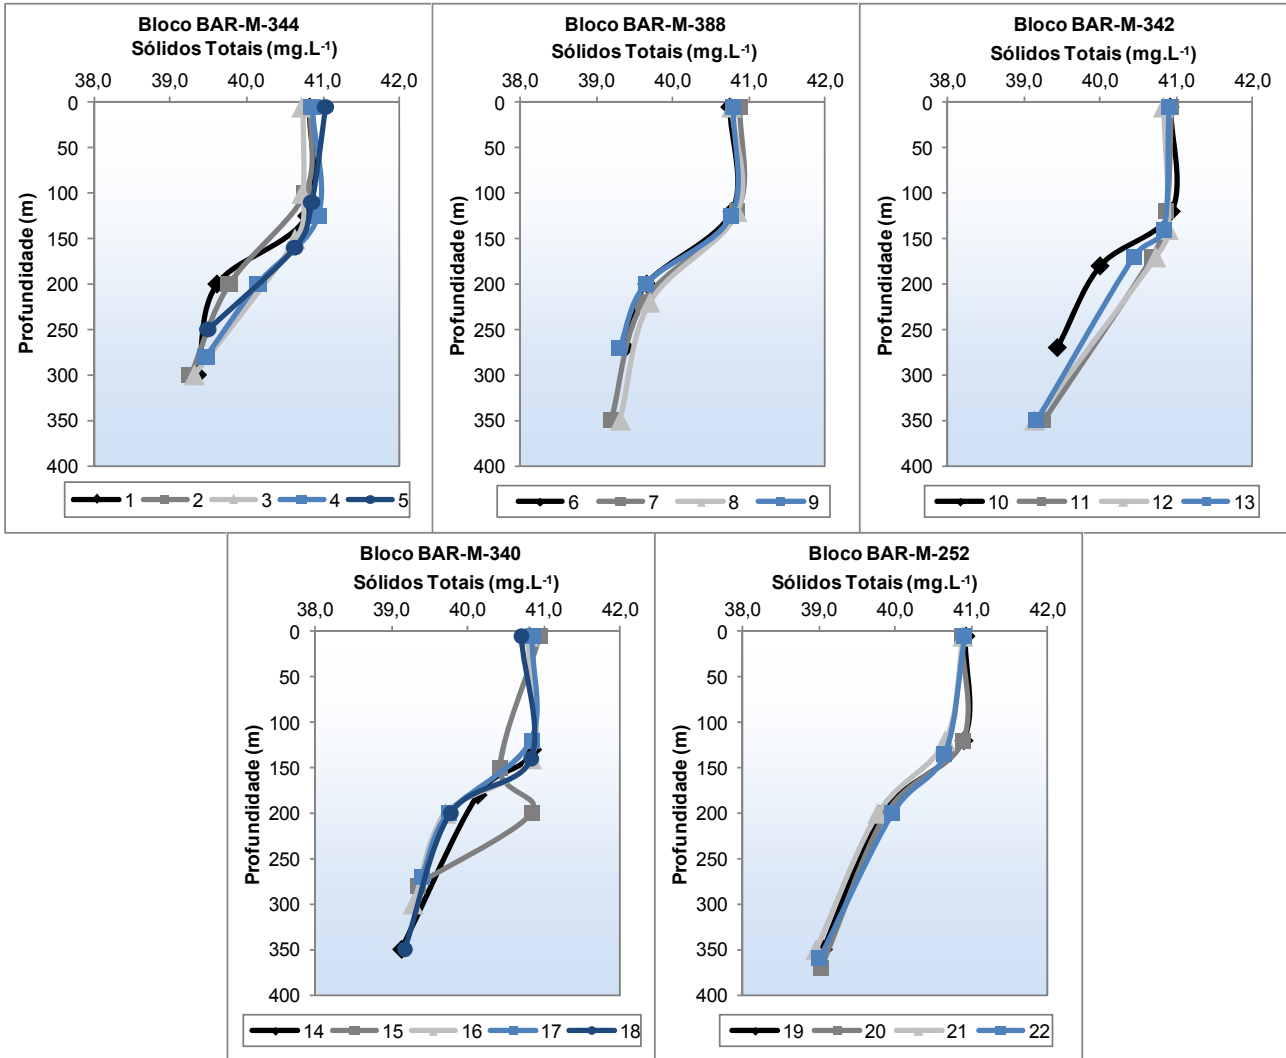 Bloco BAR-M-344
Sólidos Totais (mg.L-1)
38,0 39,0 40,0 41,0 42,0
0
50
100
150
200
250
300
350
400
Profundidade (m)
1 2 3 4 5
Bloco BAR-M-388
Sólidos Totais (mg.L-1)
38,0 39,0 40,0 41,0 42,0
0
50
100
150
200
250
300
350
400
Profundidade (m)
6 7 8 9
Bloco BAR-M-342
Sólidos Totais (mg.L-1)
38,0 39,0 40,0 41,0 42,0
0
50
100
150
200
250
300
350
400
Profundidade (m)
10 11 12 13
Bloco BAR-M-340
Sólidos Totais (mg.L-1)
38,0 39,0 40,0 41,0 42,0
0
50
100
150
200
250
300
350
400
Profundidade (m)
14 15 16 17 18
Bloco BAR-M-252
Sólidos Totais (mg.L-1)
38,0 39,0 40,0 41,0 42,0
0
50
100
150
200
250
300
350
400
Profundidade (m)
19 20 21 22